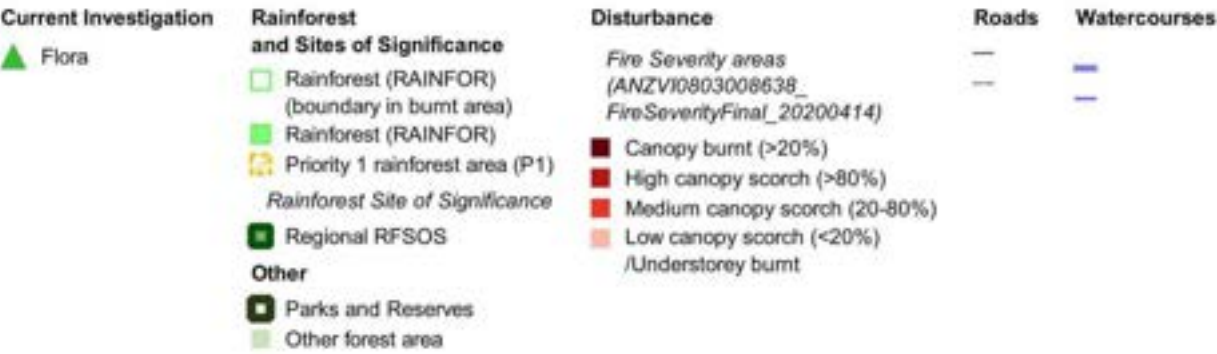 Current Investigation
Flora
Rainforest
and Sites of Significance
Rainforest (RAINFOR)
(boundary in burnt area)
Rainforest (RAINFOR)
Priority 1 rainforest area (P1)
Rainforest Site of Significance
Regional RFSOS
Other
Parks and Reserves
Other forest area
Disturbance
Fire Severity areas
(ANZVI0803008638_
FireSeverityFinal_20200414)
Canopy burnt (>20%)
High canopy scorch (>80%)
Medium canopy scorch (20-80%)
Low canopy scorch (<20%)
/Understorey burnt
Roads
Watercourses